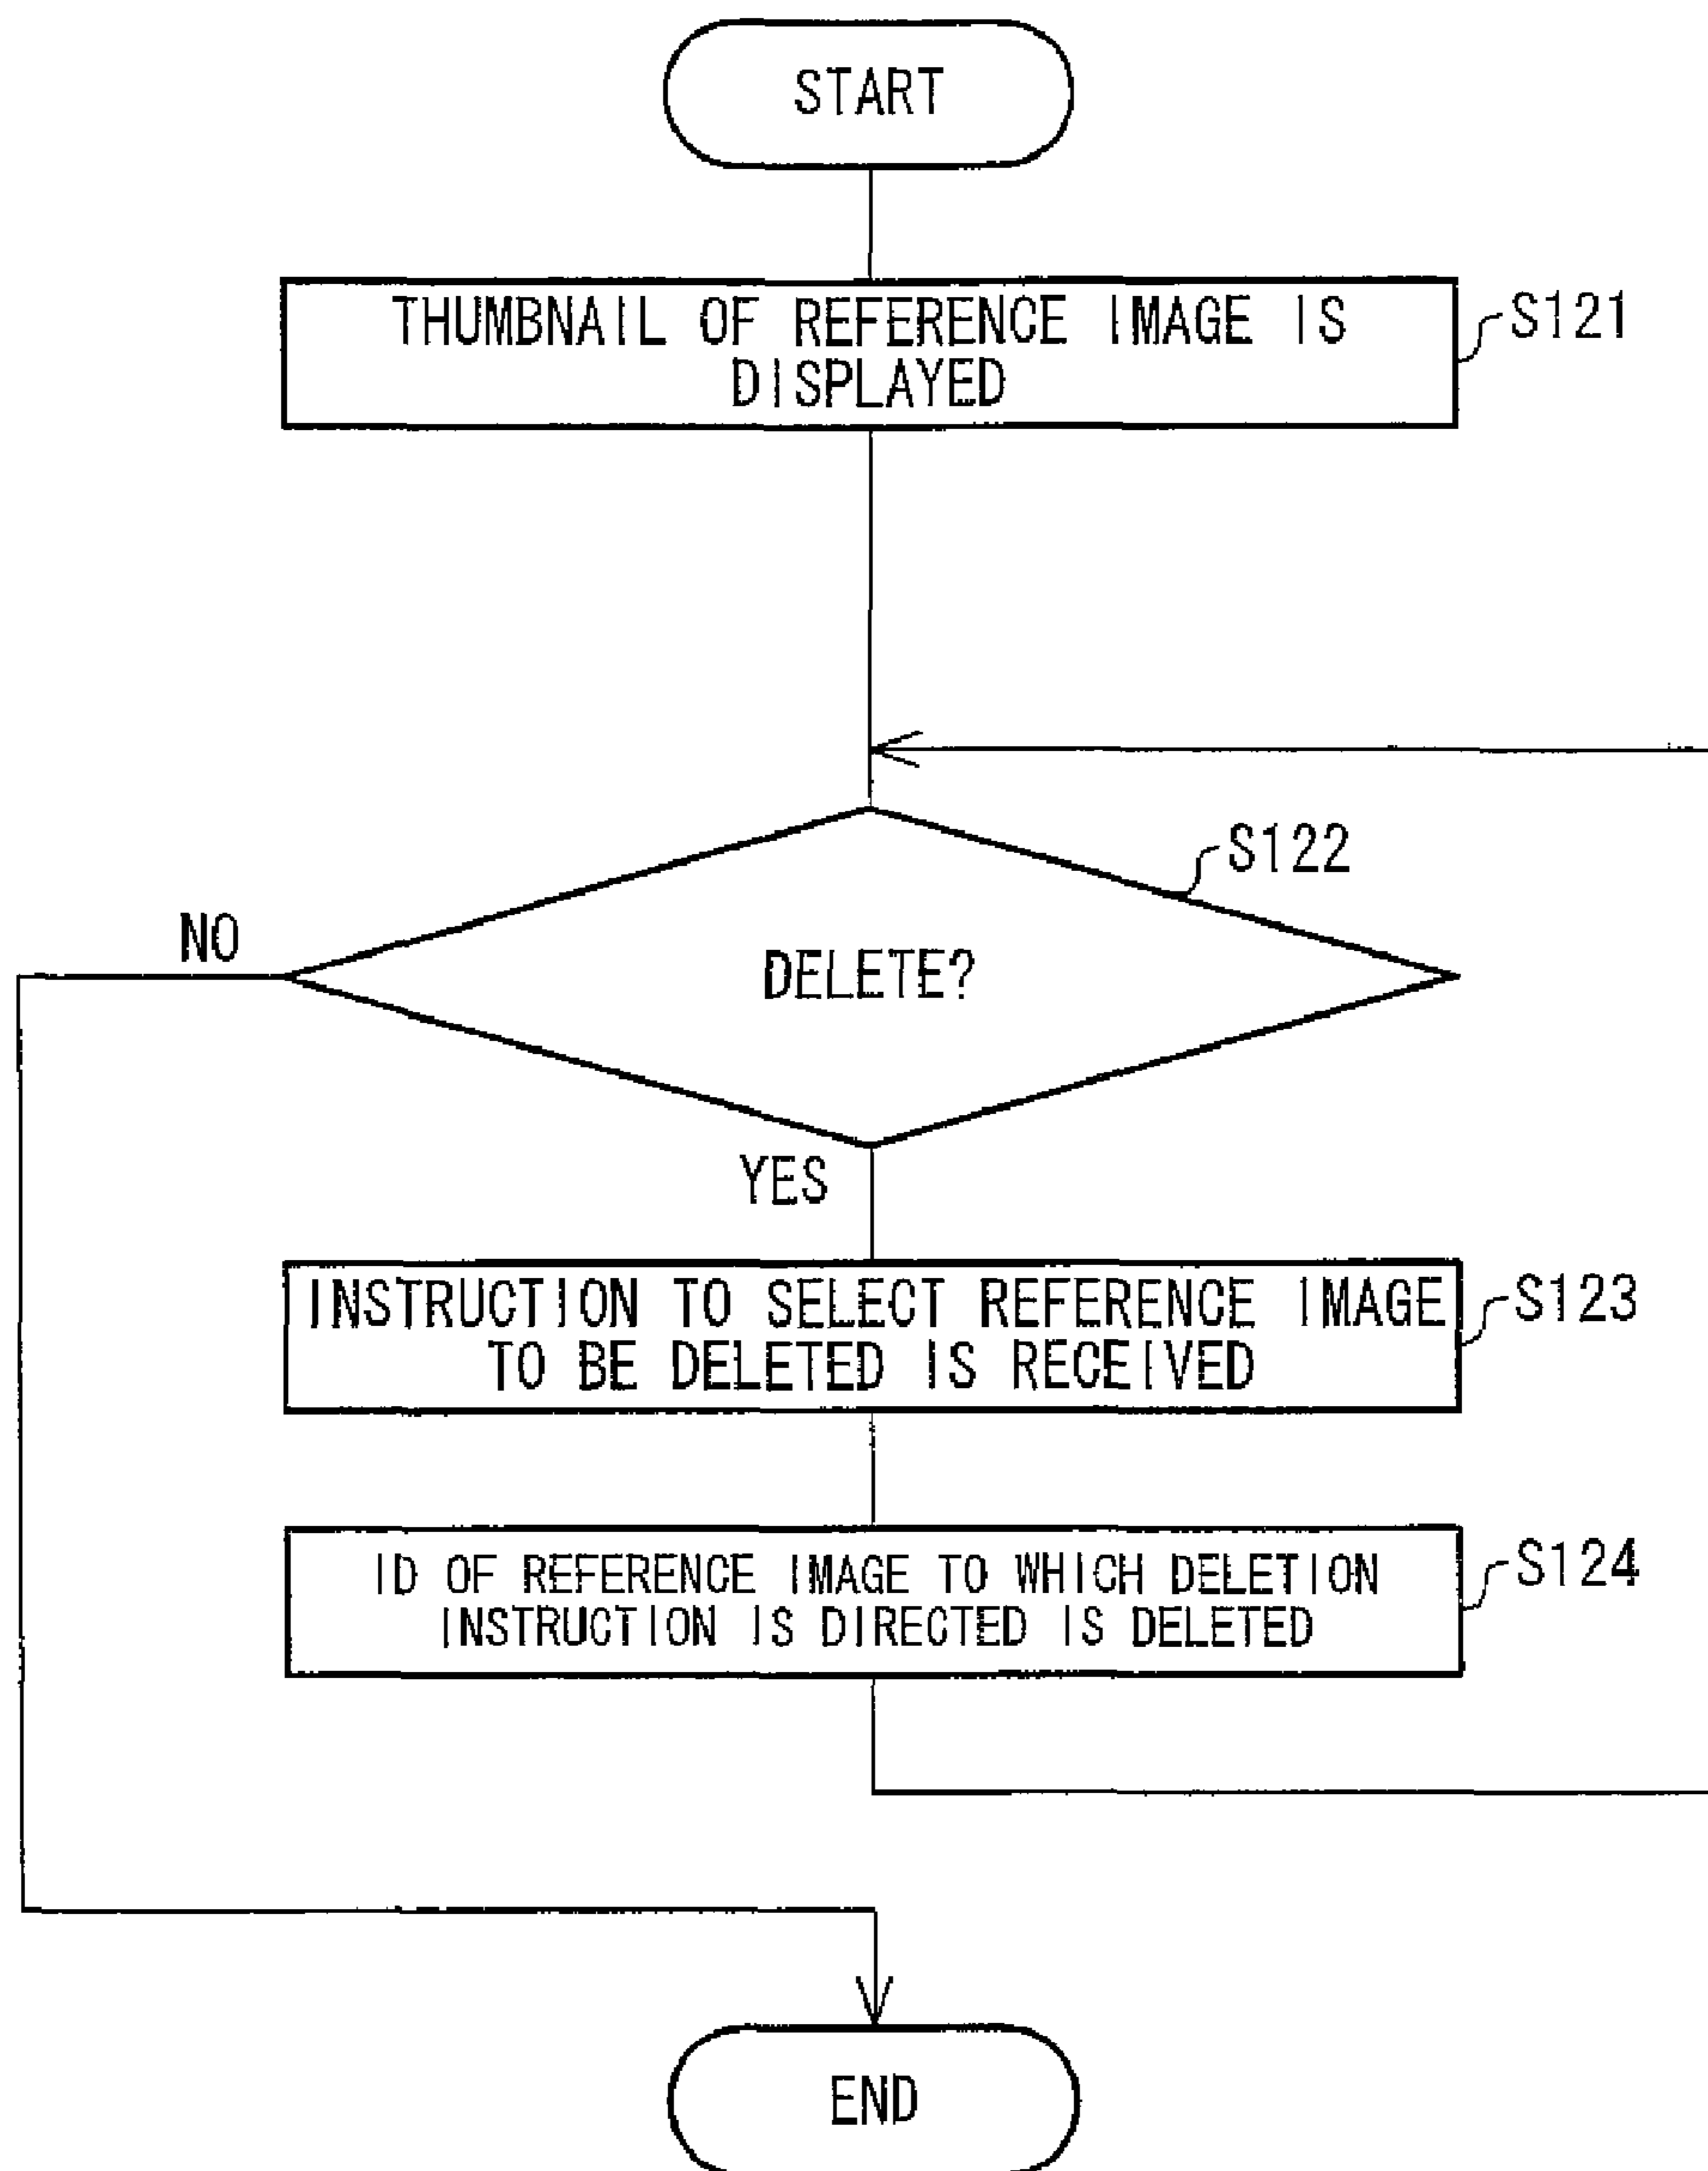 START
THUMBNAIL OF REFERENCE IMAGE IS
DISPLAYED
S121
S122
NO
DELETE?
YES
INSTRUCTION TO SELECT REFERENCE IMAGE
TO BE DELETED IS RECEIVED
S123
ID OF REFERENCE IMAGE TO WHICH DELETION
INSTRUCTION IS DIRECTED IS DELETED
S124
END